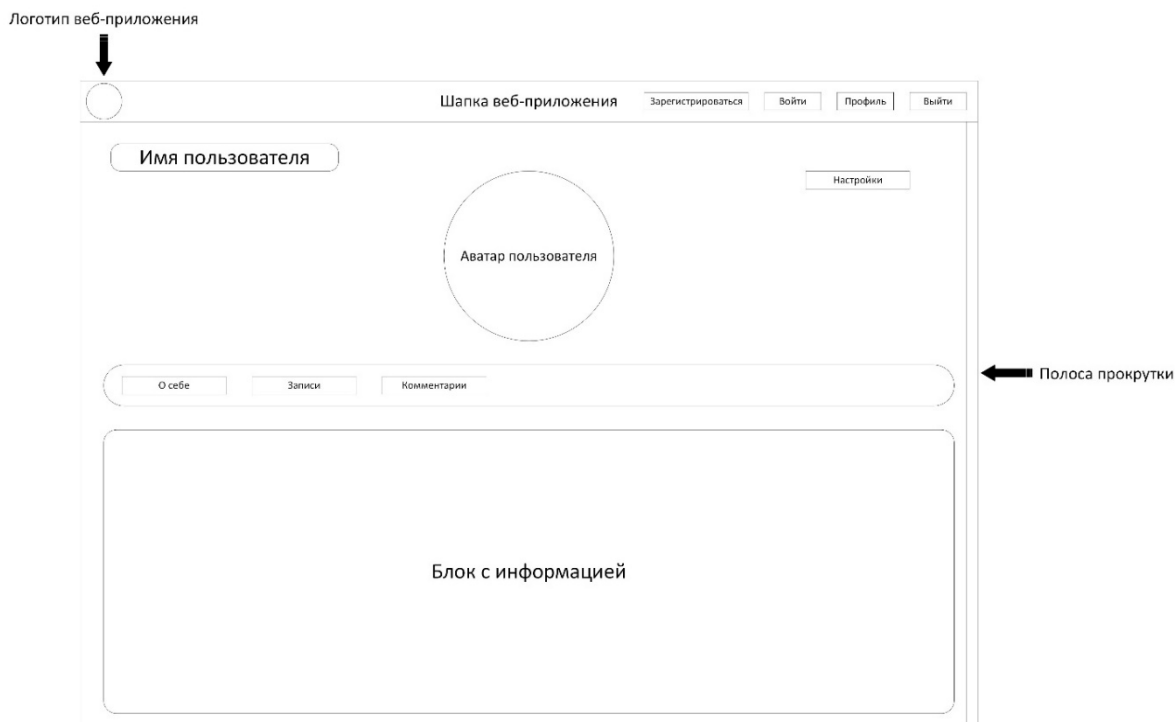 Логотип веб-приложения
Шапка веб-приложения
Зарегистрироваться
Войти
Профиль
Выйти
Имя пользователя
Настройки
Аватар пользователя
Полоса прокрутки
О себе
Записи
Комментарии
Блок с информацией